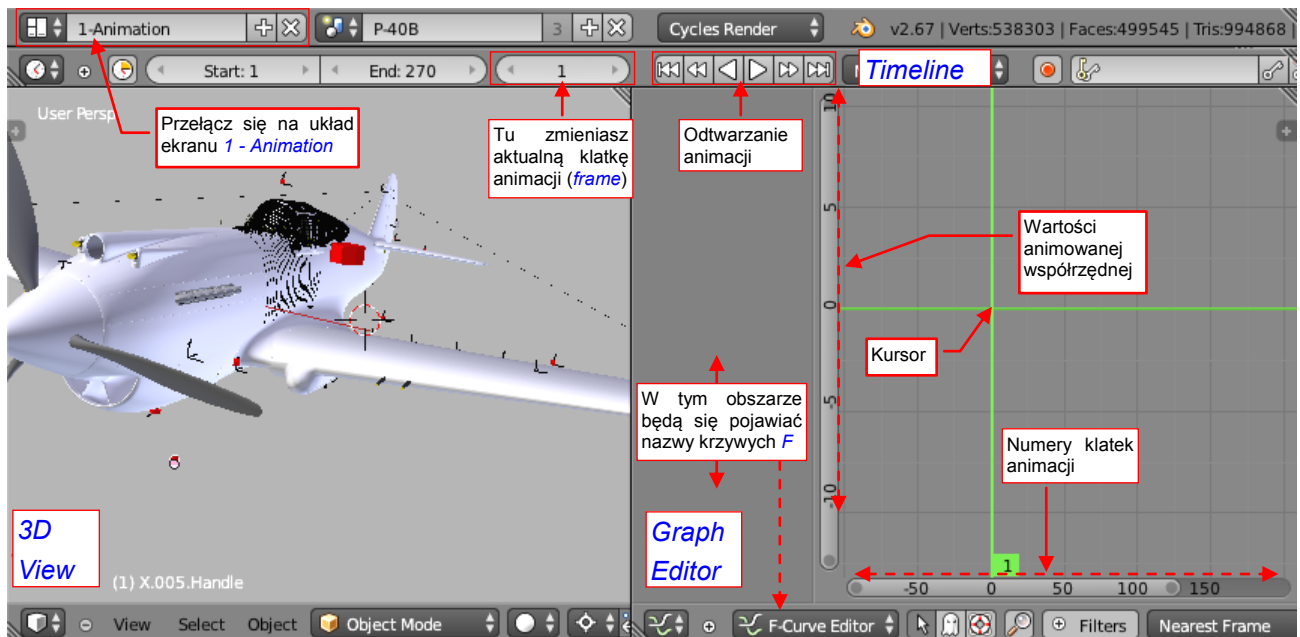 1-Animation
P-40B
3
Cycles Render
v2.67 | Verts:538303 | Faces:499545 | Tris:994868 |
Start: 1
End: 270
1
Timeline
User Persp
Przełącz się na układ
ekranu 1 - Animation
Tu zmieniasz
aktualną klatkę
animacji (frame)
Odtwarzanie
animacji
10
5
0
-5
-10
Wartości
animowanej
współrzędnej
Kursor
W tym obszarze
będą się pojawiać
nazwy krzywych F
Numery klatek
animacji
3D
View
Graph
Editor
(1) X.005.Handle
1
-50
0
50
100
150
View
Select
Object
Object Mode
F-Curve Editor
Filters
Nearest Frame